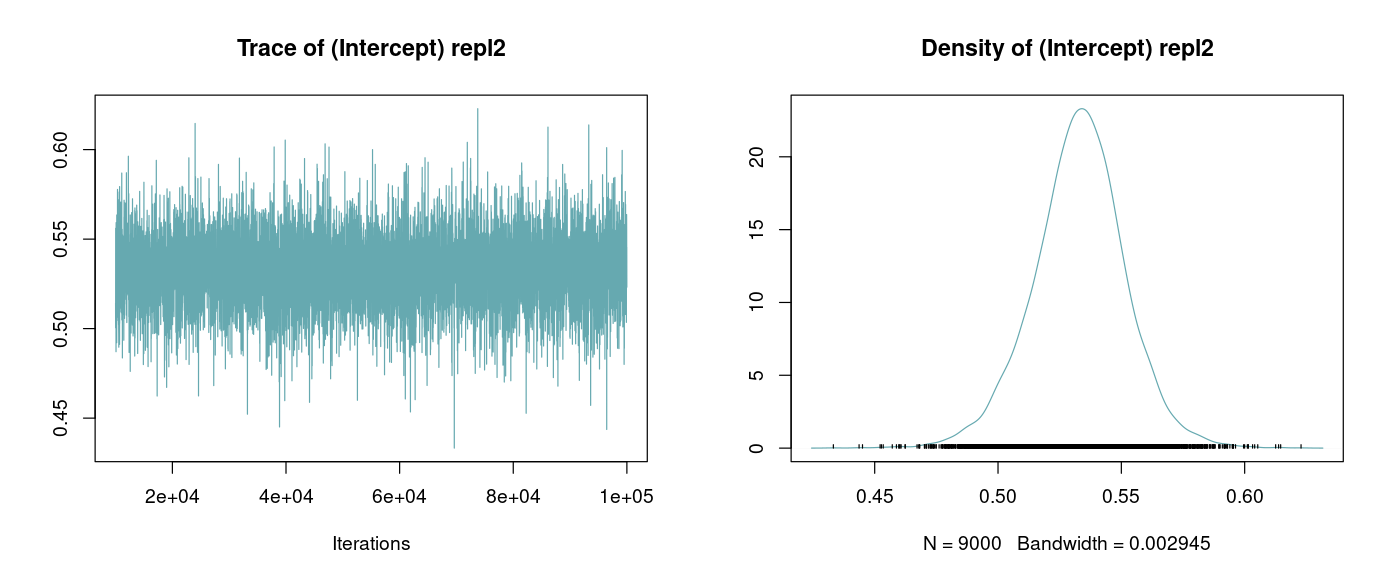 Trace of (Intercept) repl2
0.60
0.55
0.50
0.45
2e+04 4e+04 6e+04 8e+04 1e+05
Iterations
Density of (Intercept) repl2
20
15
10
5
0
0.45 0.50 0.55 0.60
N = 9000 Bandwidth = 0.002945